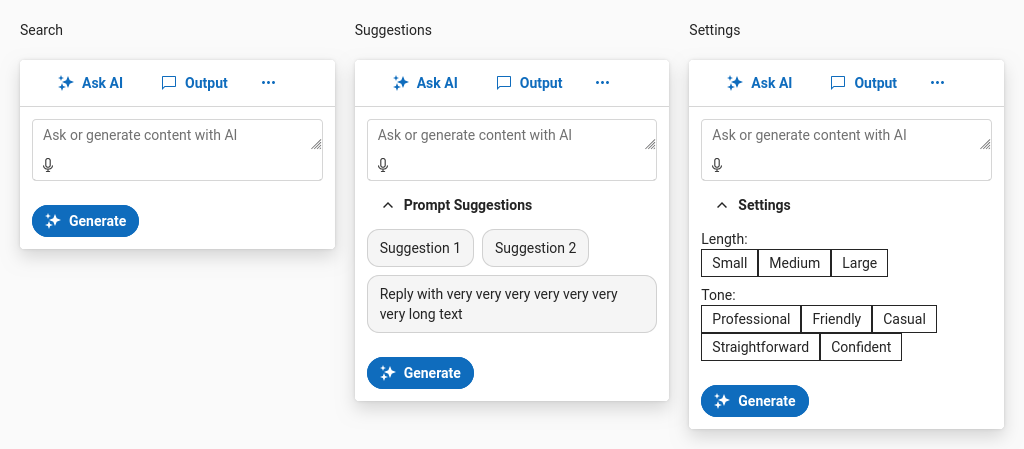 Search
Ask AI
Output
Ask or generate content with AI
Generate
Suggestions
Ask AI
Output
Ask or generate content with AI
Prompt Suggestions
Suggestion 1
Suggestion 2
Reply with very very very very very very
very long text
Generate
Settings
Ask AI
Output
Ask or generate content with AI
Settings
Length:
Small
Medium
Large
Tone:
Professional
Friendly
Casual
Straightforward
Confident
Generate